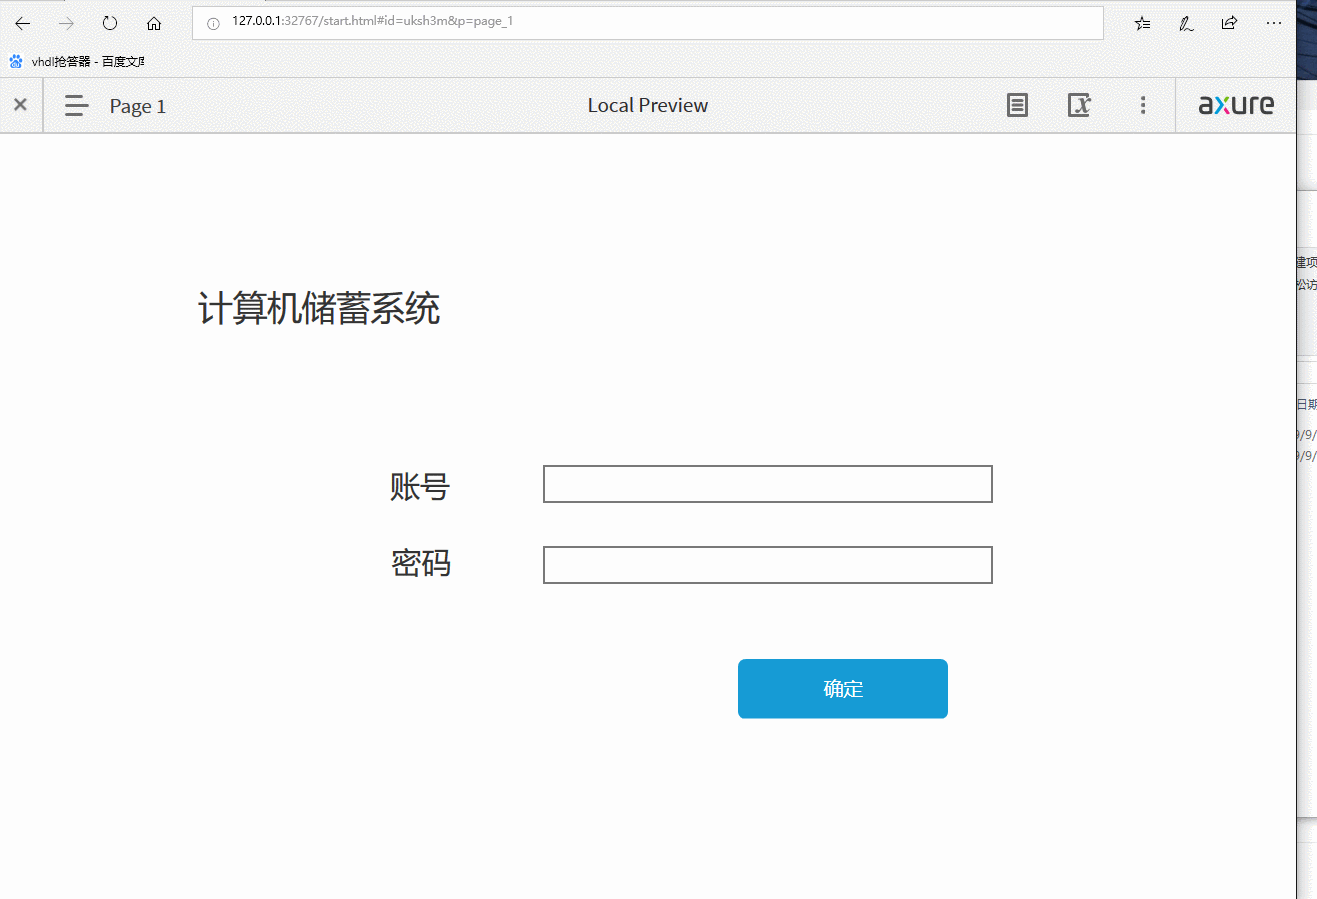 127.0.0.1:32767/start.html#id=uksh3m&p=page_1
vhdl抢答器 - 百度文库
Page 1
Local Preview
axure
计算机储蓄系统
账号
密码
确定
建项
松访
日期
9/9/
9/9/